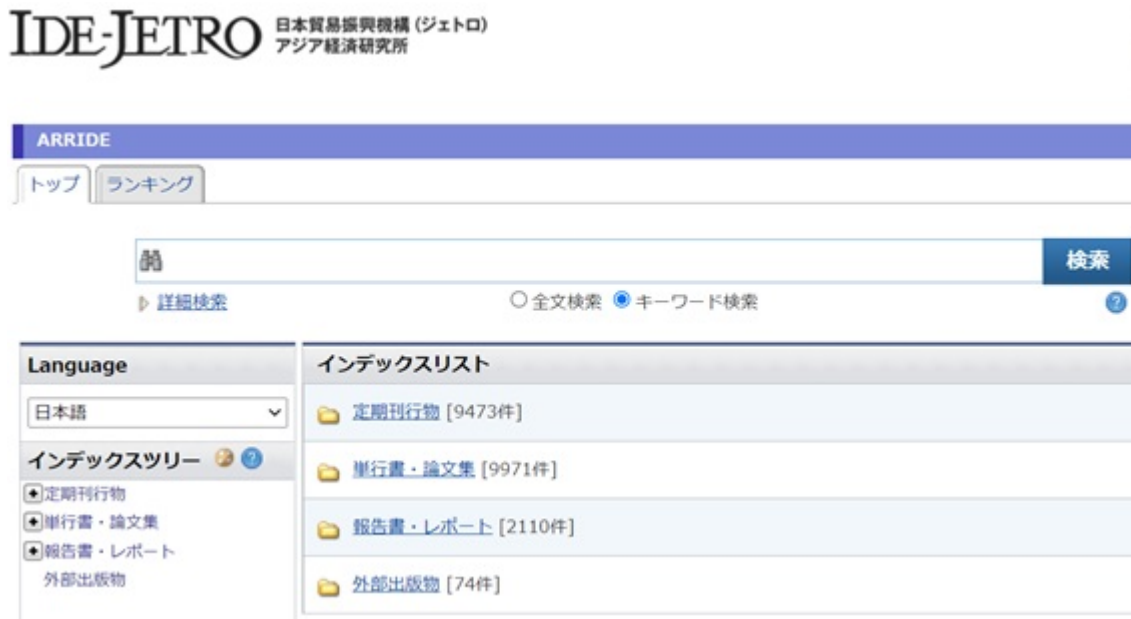 IDE-JETRO 日本貿易振興機構 (ジェトロ)
アジア経済研究所
ARRIDE
トップ ランキング
検索
詳細検索 全文検索 キーワード検索
Language
日本語
インデックスツリー
定期刊行物
単行書・論文集
報告書・レポート
外部出版物
インデックスリスト
定期刊行物 [9473件]
単行書・論文集 [9971件]
報告書・レポート [2110件]
外部出版物 [74件]